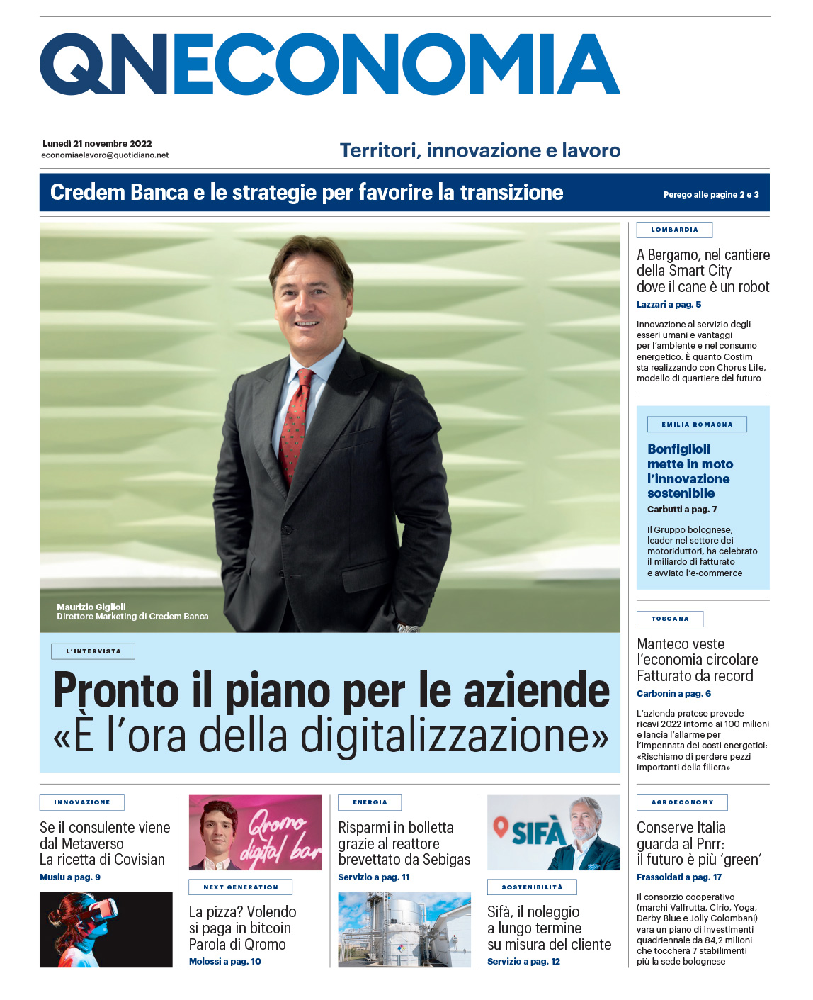 QNECONOMIA
Lunedì 21 novembre 2022
economiaelavoro@quotidiano.net
Territori, innovazione e lavoro
Credem Banca e le strategie per favorire la transizione
Perego alle pagine 2 e 3
Maurizio Giglioli
Direttore Marketing di Credem Banca
L'INTERVISTA
Pronto il piano per le aziende
«È l'ora della digitalizzazione»
LOMBARDIA
A Bergamo, nel cantiere
della Smart City
dove il cane è un robot
Lazzari a pag. 5
Innovazione al servizio degli
esseri umani e vantaggi
per l'ambiente e nel consumo
energetico. È quanto Costim
sta realizzando con Chorus Life,
modello di quartiere del futuro
EMILIA ROMAGNA
Bonfiglioli
mette in moto
l'innovazione
sostenibile
Carbutti a pag. 7
Il Gruppo bolognese,
leader nel settore dei
motoriduttori, ha celebrato
il miliardo di fatturato
e avviato l'e-commerce
TOSCANA
Manteco veste
l'economia circolare
Fatturato da record
Carbonin a pag. 6
L'azienda pratese prevede
ricavi 2022 intorno ai 100 milioni
e lancia l'allarme per
l'impennata dei costi energetici:
«Rischiamo di perdere pezzi
importanti della filiera»
INNOVAZIONE
Se il consulente viene
dal Metaverso
La ricetta di Covisian
Musiu a pag. 9
Qromo
digital bar
NEXT GENERATION
La pizza? Volendo
si paga in bitcoin
Parola di Qromo
Molossi a pag. 10
ENERGIA
Risparmi in bolletta
grazie al reattore
brevettato da Sebigas
Servizio a pag. 11
SIFÀ
SOSTENIBILITÀ
Sifà, il noleggio
a lungo termine
su misura del cliente
Servizio a pag. 12
AGROECONOMY
Conserve Italia
guarda al Pnrr:
il futuro è più 'green'
Frassoldati a pag. 17
Il consorzio cooperativo
(marchi Valfrutta, Cirio, Yoga,
Derby Blue e Jolly Colombani)
vara un piano di investimenti
quadriennale da 84,2 milioni
che toccherà 7 stabilimenti
più la sede bolognese